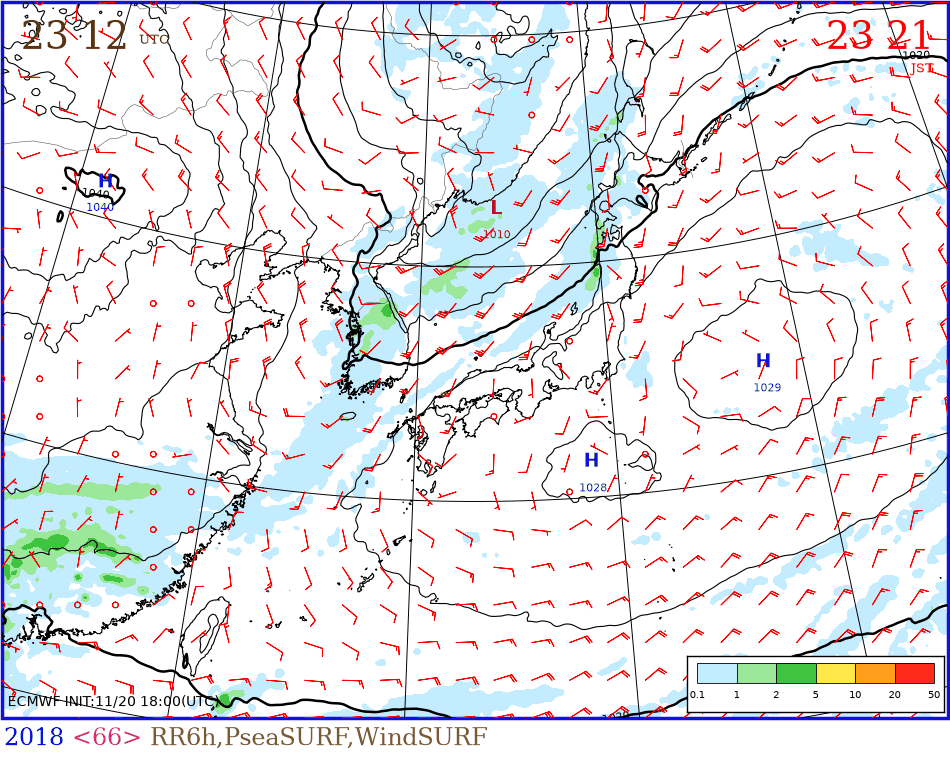 23 12 UTC
23 21
1020
JST
H
1040
1040
L
1010
H
1029
H
1028
0.1 1 2 5 10 20 50
ECMWF INIT:11/20 18:00(UTC)
2018 <66> RR6h,PseaSURF,WindSURF